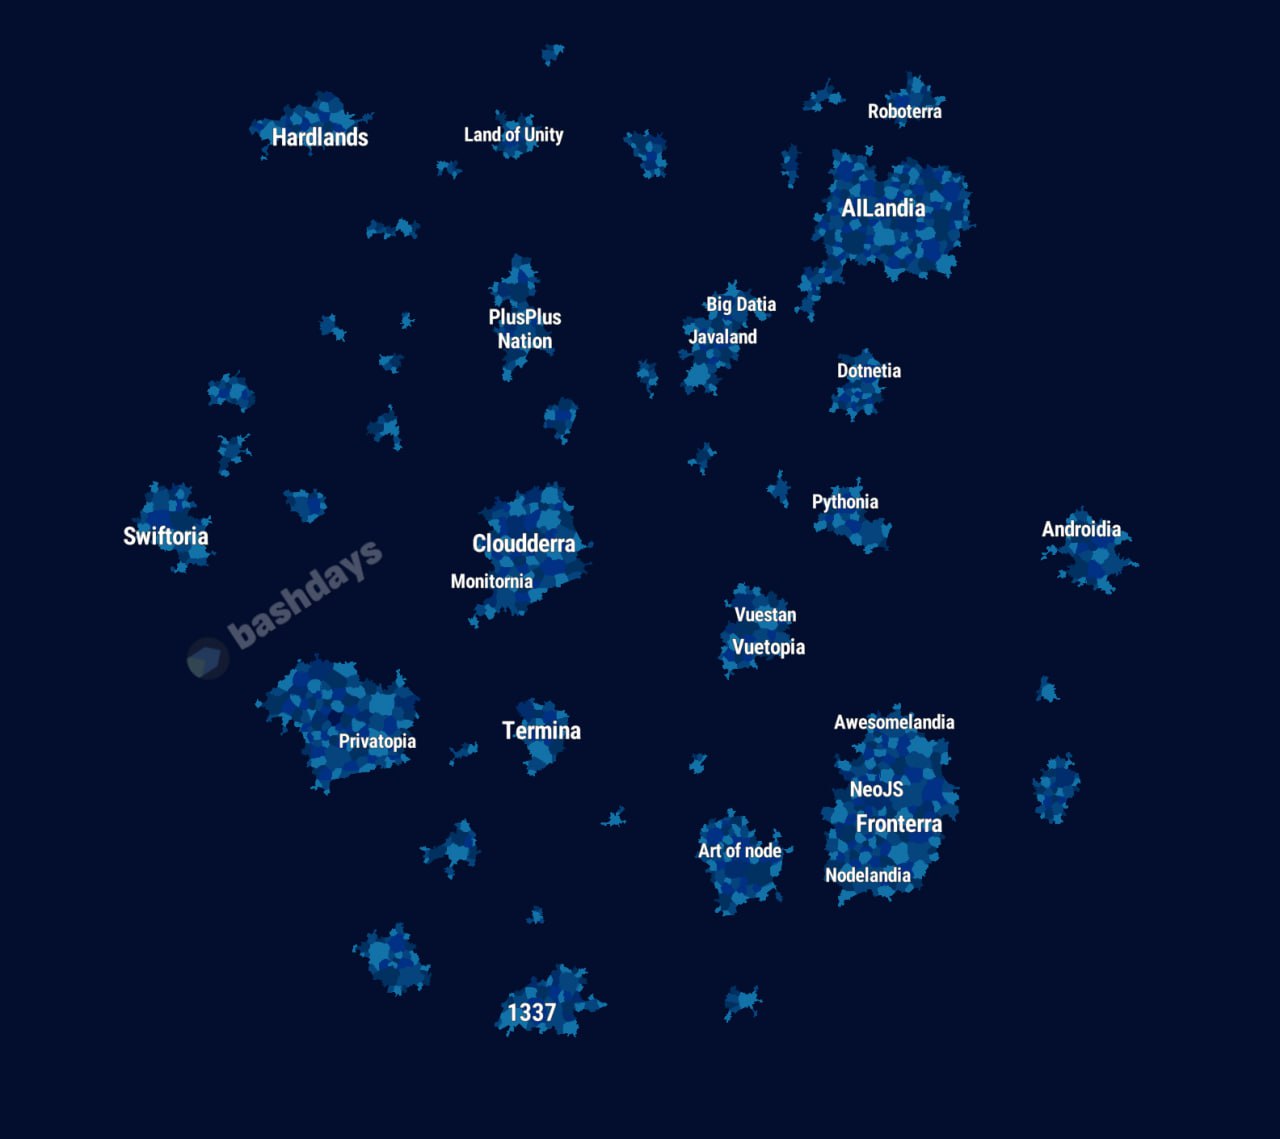 Roboterra
Hardlands
Land of Unity
AILandia
Big Datia
PlusPlus
Nation
Javaland
Dotnetia
Pythonia
Swiftoria
Cloudderra
Androidia
Monitornia
bashdays
Vuestan
Vuetopia
Awesomelandia
Termina
Privatopia
NeoJS
Fronterra
Art of node
Nodelandia
1337